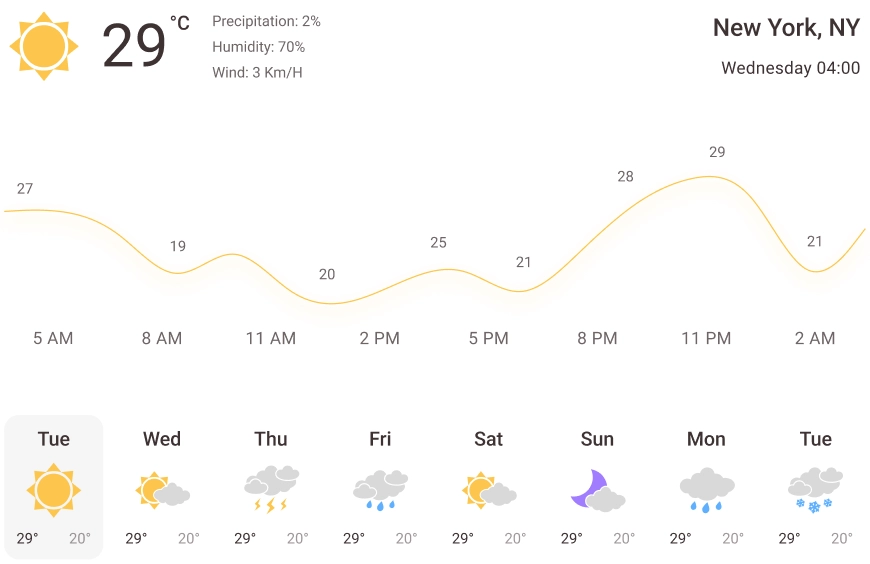 29 °C
Precipitation: 2%
Humidity: 70%
Wind: 3 Km/H
New York, NY
Wednesday 04:00
27 19 20 25 21 28 29 21
5 AM 8 AM 11 AM 2 PM 5 PM 8 PM 11 PM 2 AM
Tue Wed Thu Fri Sat Sun Mon Tue
29° 20° 29° 20° 29° 20° 29° 20° 29° 20° 29° 20° 29° 20° 29° 20°